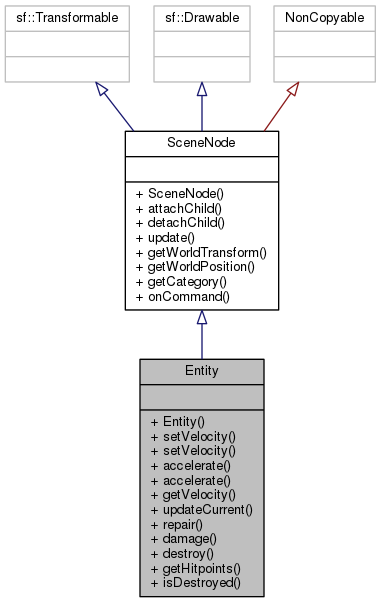 sf::Transformable
sf::Drawable
NonCopyable
SceneNode
+ SceneNode()
+ attachChild()
+ detachChild()
+ update()
+ getWorldTransform()
+ getWorldPosition()
+ getCategory()
+ onCommand()
Entity
+ Entity()
+ setVelocity()
+ setVelocity()
+ accelerate()
+ accelerate()
+ getVelocity()
+ updateCurrent()
+ repair()
+ damage()
+ destroy()
+ getHitpoints()
+ isDestroyed()